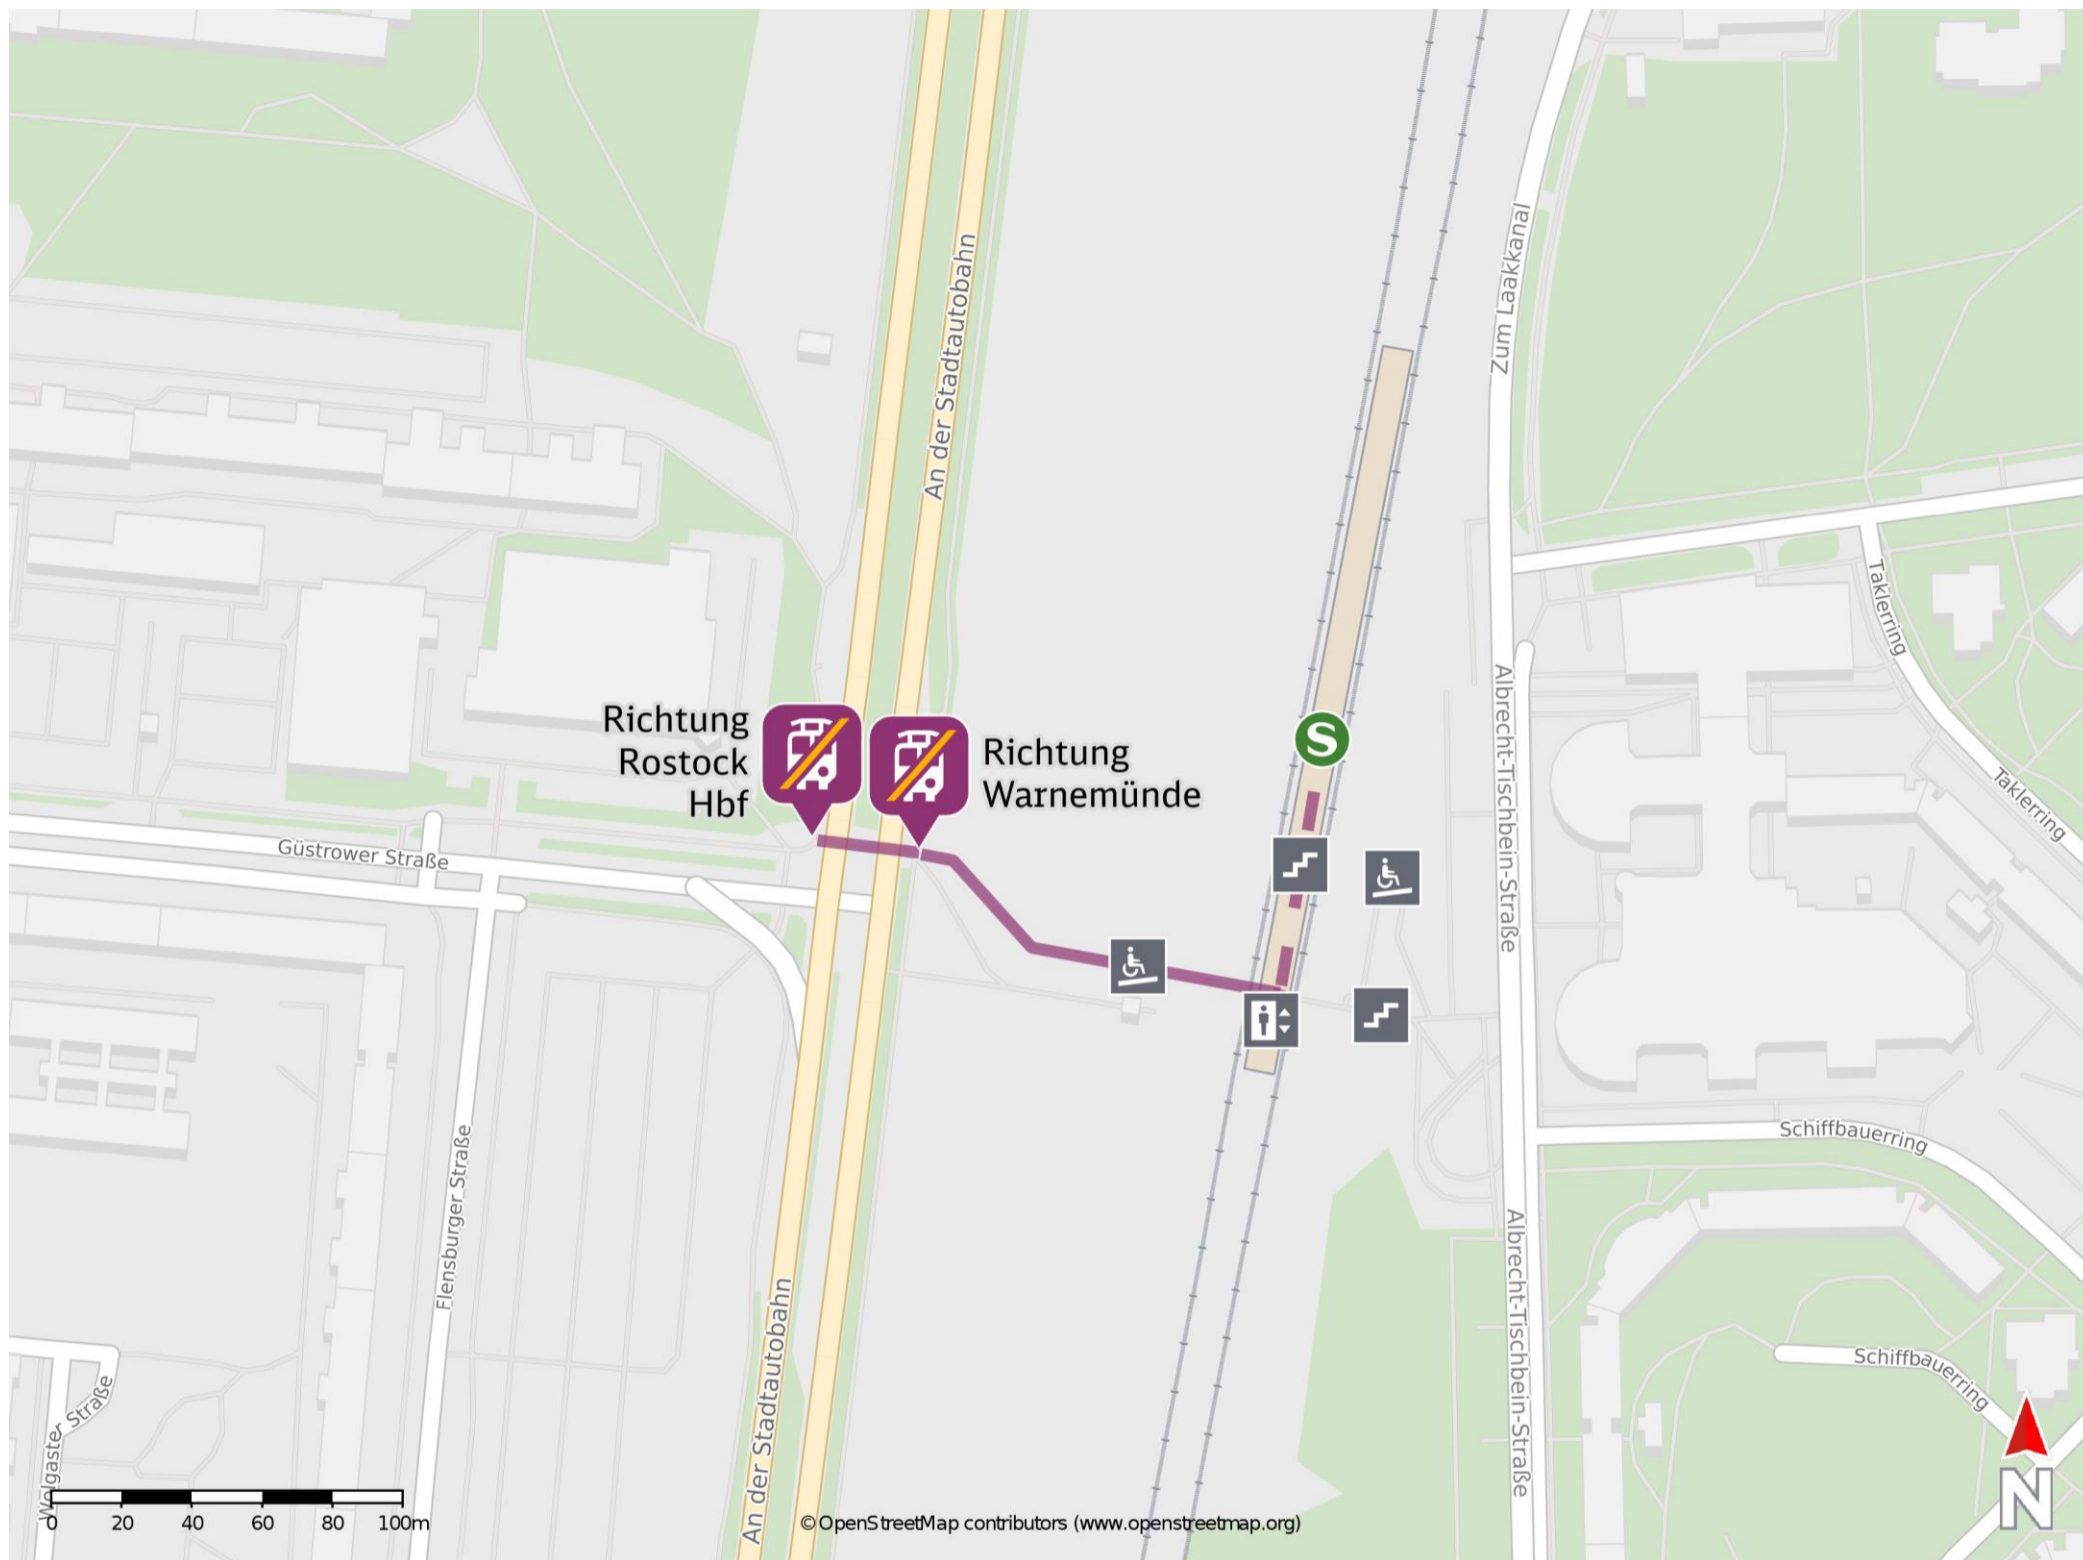 Zum Laakkanal
An der Stadtautobahn
Taklerring
Taklerring
Albrecht-Tischbein-Straße
Richtung
Rostock
Hbf
Richtung
Warnemünde
S
Güstrower Straße
Flensburger Straße
Schiffbauerring
Albrecht-Tischbein-Straße
An der Stadtautobahn
Schiffbauerring
Wolgaster Straße
0 20 40 60 80 100m
© OpenStreetMap contributors (www.openstreetmap.org)
N